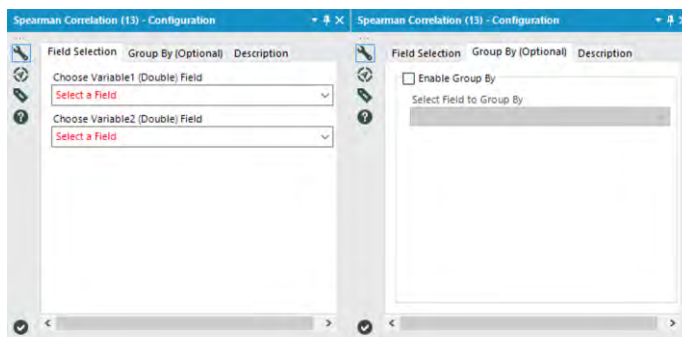 Spearman Correlation (13) - Configuration
Field Selection Group By (Optional) Description
Choose Variable1 (Double) Field
Select a Field
Choose Variable2 (Double) Field
Select a Field
Spearman Correlation (13) - Configuration
Field Selection Group By (Optional) Description
Enable Group By
Select Field to Group By